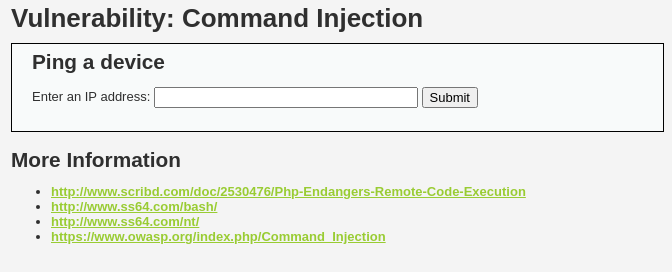 Vulnerability: Command Injection
Ping a device
Enter an IP address: Submit
More Information
http://www.scribd.com/doc/2530476/Php-Endangers-Remote-Code-Execution
http://www.ss64.com/bash/
http://www.ss64.com/nt/
https://www.owasp.org/index.php/Command_Injection